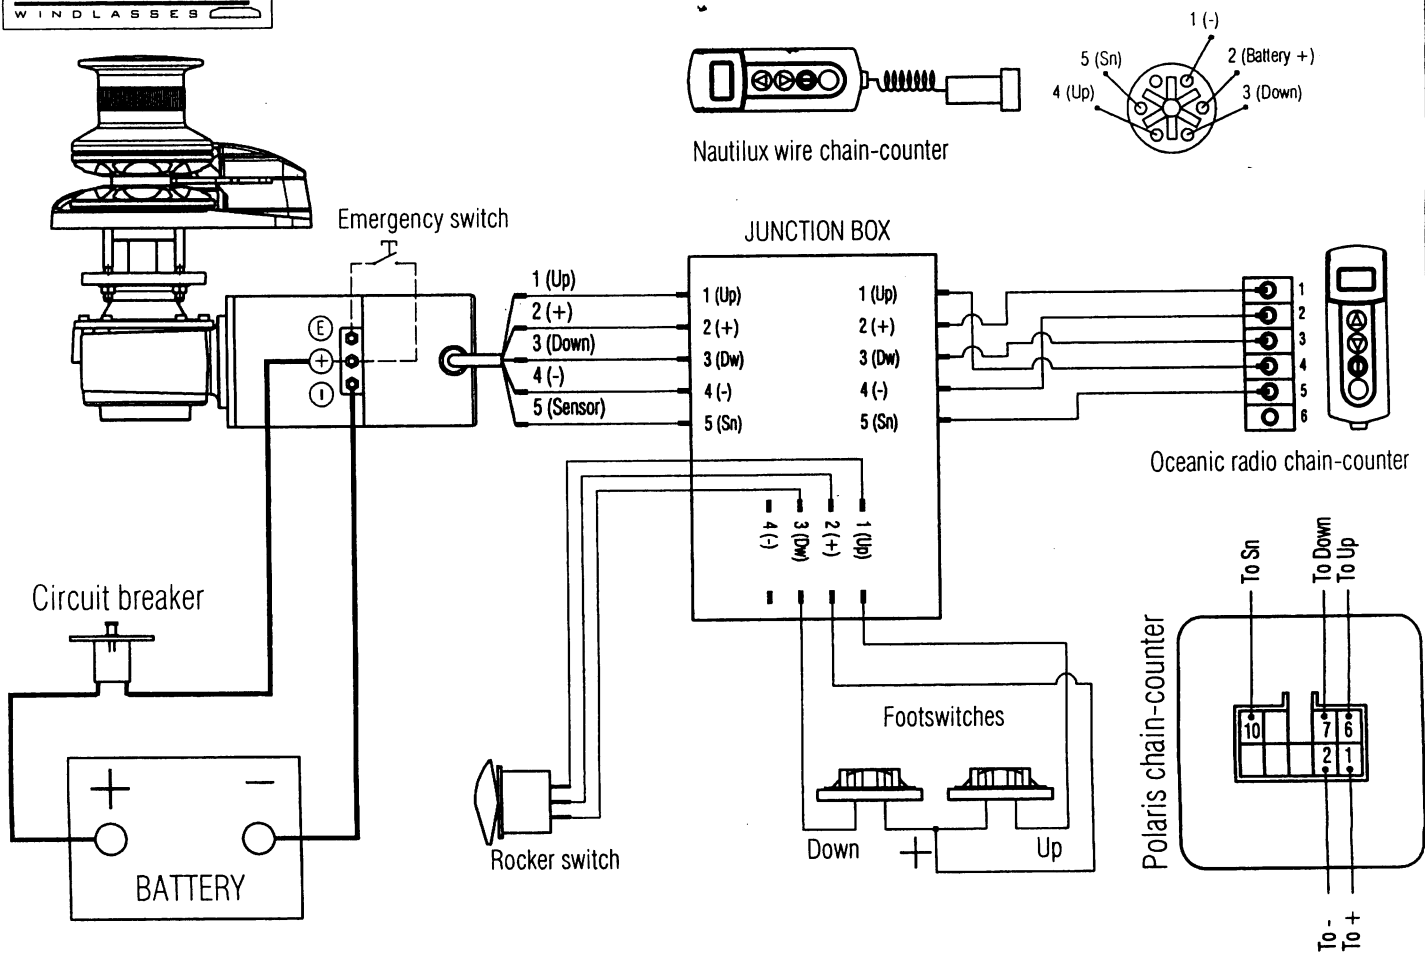 WINDLASSES
1 (-)
5 (Sn)
2 (Battery +)
4 (Up)
3 (Down)
Nautilux wire chain-counter
Emergency switch
JUNCTION BOX
1 (Up)
2 (+)
3 (Down)
4 (-)
5 (Sensor)
E
+
I
1 (Up)
2 (+)
3 (Dw)
4 (-)
5 (Sn)
1 (Up)
2 (+)
3 (Dw)
4 (-)
5 (Sn)
1
2
3
4
5
6
Oceanic radio chain-counter
4 (-)
3 (Dw)
2 (+)
1 (Up)
Circuit breaker
+ -
BATTERY
Rocker switch
Footswitches
Down
+
Up
Polaris chain-counter
To Sn
To Down
To Up
10
7
6
2
1
To -
To +